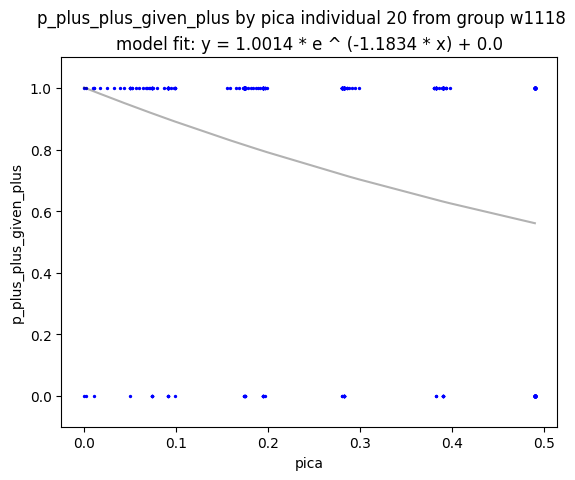 p_plus_plus_given_plus by pica individual 20 from group w1118
model fit: y = 1.0014 * e ^ (-1.1834 * x) + 0.0
p_plus_plus_given_plus
1.0
0.8
0.6
0.4
0.2
0.0
0.0 0.1 0.2 0.3 0.4 0.5
pica